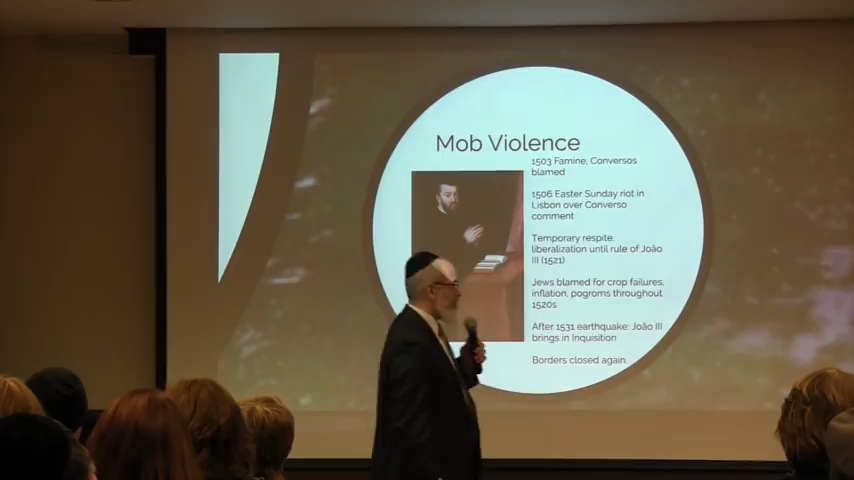 Mob Violence
1503 Famine, Conversos
blamed
1506 Easter Sunday riot in
Lisbon over Converso
comment
Temporary respite,
liberalization until rule of João
III (1521)
Jews blamed for crop failures,
inflation, pogroms throughout
1520s
After 1531 earthquake: João III
brings in Inquisition
Borders closed again.